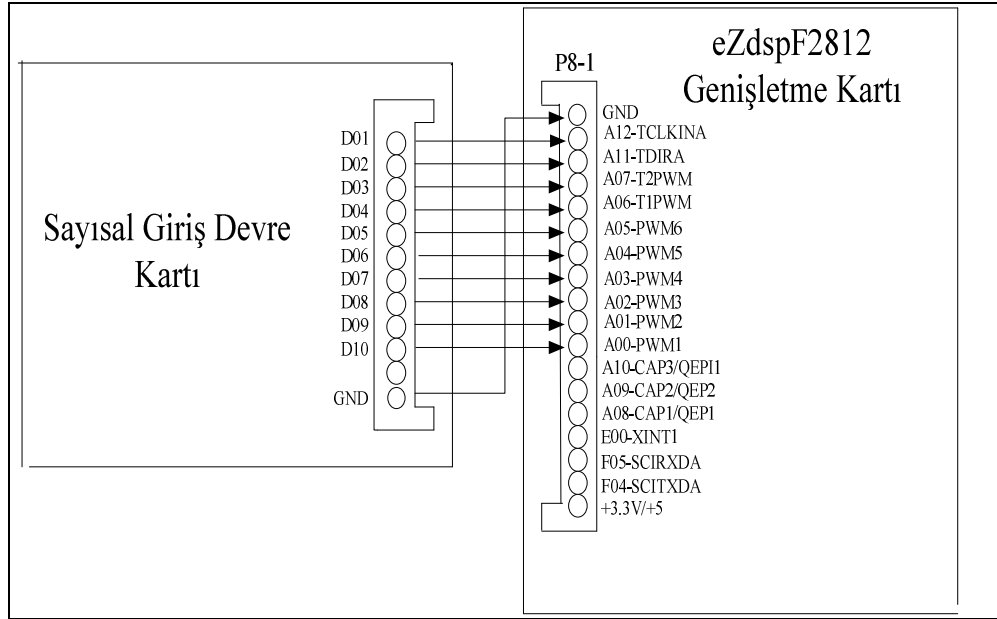 Sayısal Giriş Devre
Kartı
D01
D02
D03
D04
D05
D06
D07
D08
D09
D10
GND
eZdspF2812
Genişletme Kartı
P8-1
GND
A12-TCLKINA
A11-TDIRA
A07-T2PWM
A06-T1PWM
A05-PWM6
A04-PWM5
A03-PWM4
A02-PWM3
A01-PWM2
A00-PWM1
A10-CAP3/QEPI1
A09-CAP2/QEP2
A08-CAP1/QEP1
E00-XINT1
F05-SCIRXDA
F04-SCITXDA
+3.3V/+5